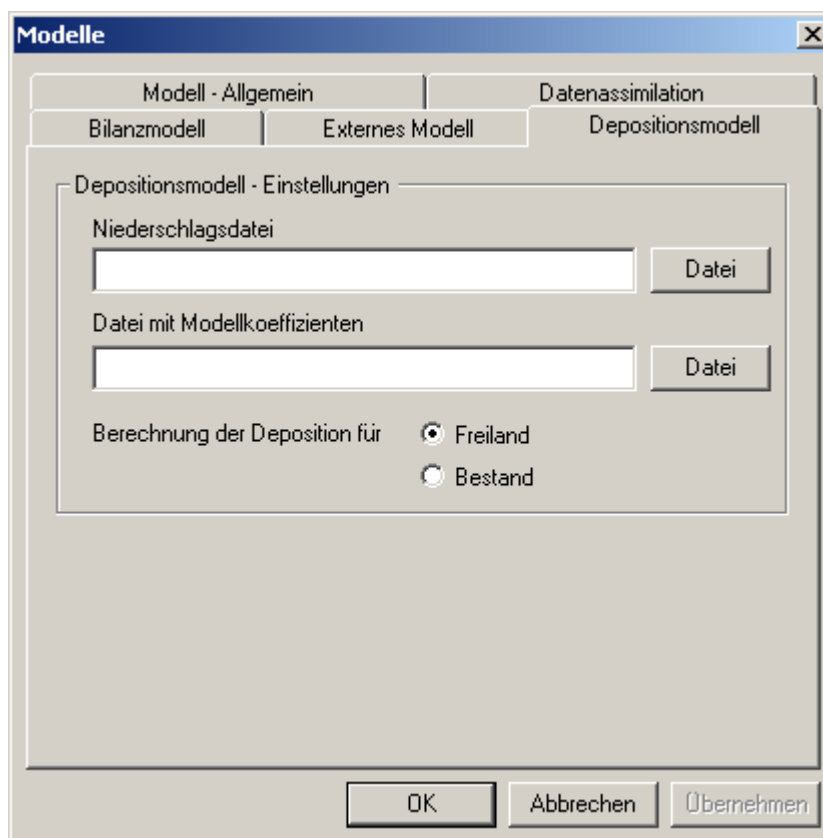 Modelle
Modell - Allgemein
Datenassimilation
Bilanzmodell
Externes Modell
Depositionsmodell
Depositionsmodell - Einstellungen
Niederschlagsdatei
Datei
Datei mit Modellkoeffizienten
Datei
Berechnung der Deposition für
Freiland
Bestand
OK
Abbrechen
Übernehmen